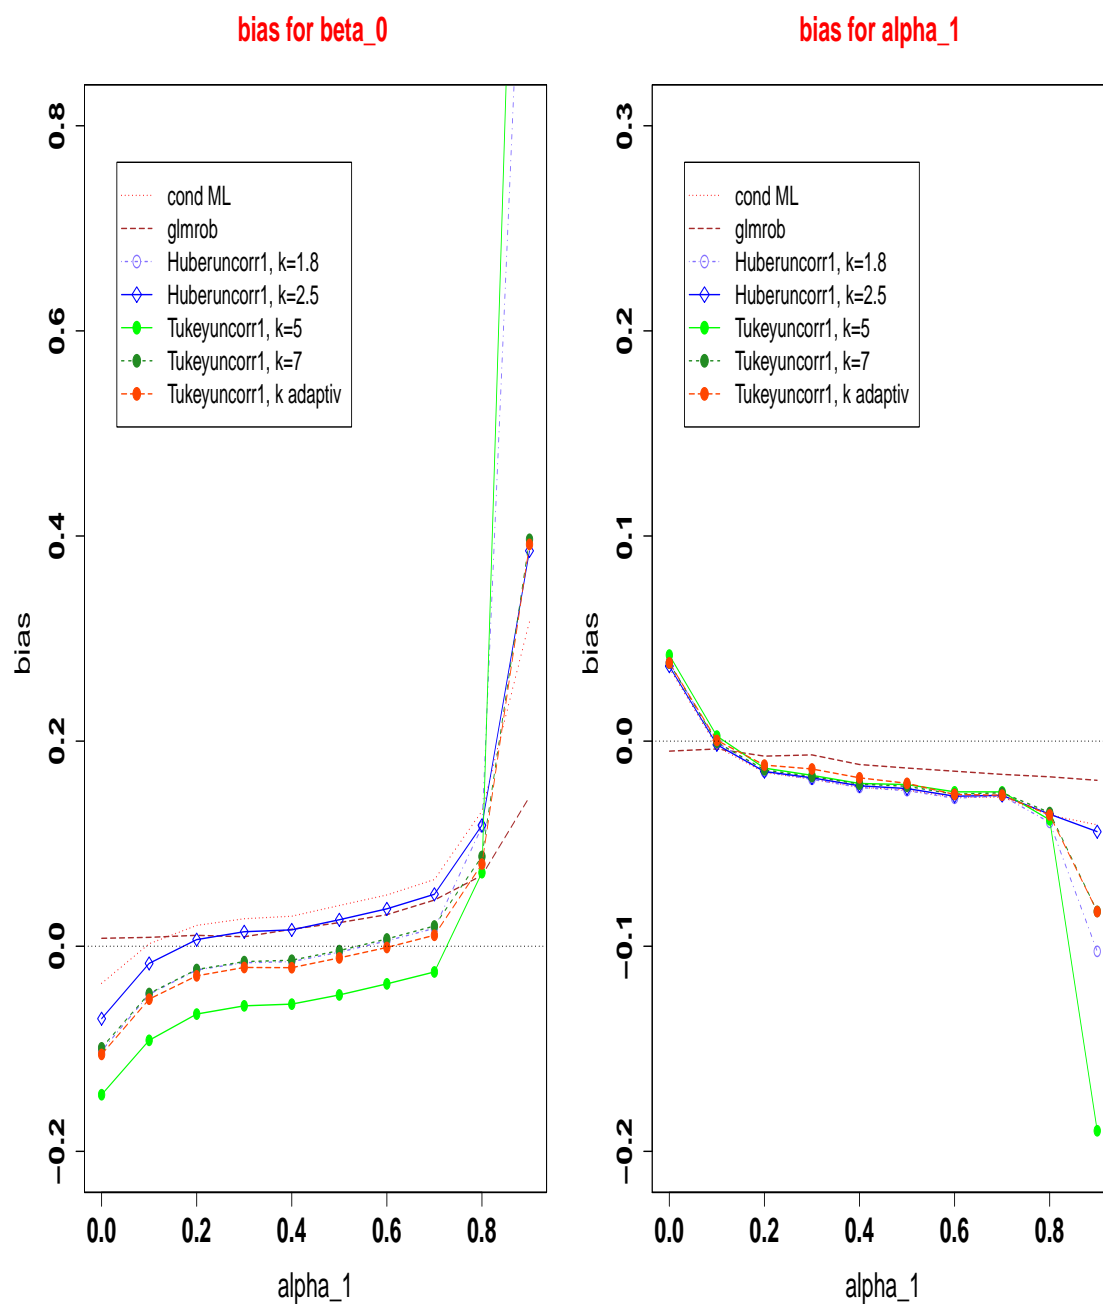 bias for beta_0
bias
0.8
0.6
0.4
0.2
0.0
−0.2
cond ML
glmrob
Huberuncorr1, k=1.8
Huberuncorr1, k=2.5
Tukeyuncorr1, k=5
Tukeyuncorr1, k=7
Tukeyuncorr1, k adaptiv
0.0 0.2 0.4 0.6 0.8
alpha_1
bias for alpha_1
bias
0.3
0.2
0.1
0.0
−0.1
−0.2
cond ML
glmrob
Huberuncorr1, k=1.8
Huberuncorr1, k=2.5
Tukeyuncorr1, k=5
Tukeyuncorr1, k=7
Tukeyuncorr1, k adaptiv
0.0 0.2 0.4 0.6 0.8
alpha_1